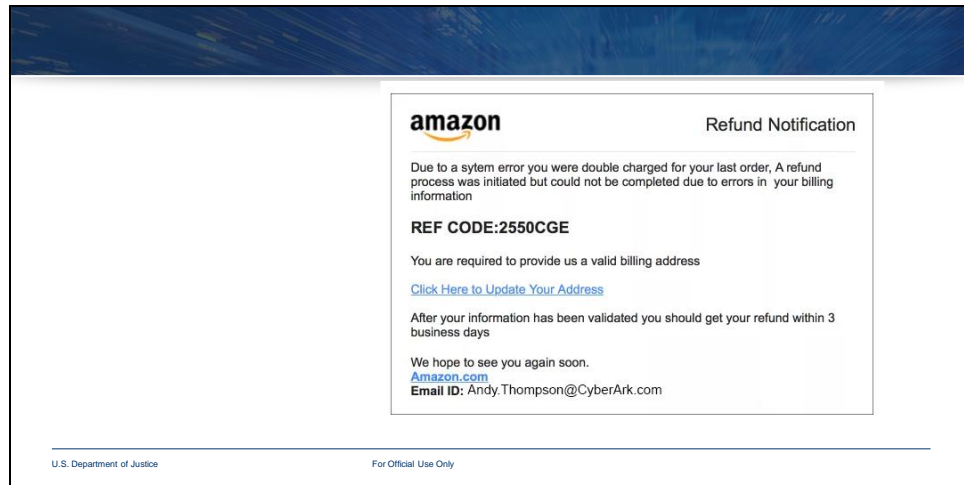 amazon
Refund Notification
Due to a sytem error you were double charged for your last order, A refund
process was initiated but could not be completed due to errors in your billing
information
REF CODE:2550CGE
You are required to provide us a valid billing address
Click Here to Update Your Address
After your information has been validated you should get your refund within 3
business days
We hope to see you again soon.
Amazon.com
Email ID: Andy.Thompson@CyberArk.com
U.S. Department of Justice
For Official Use Only